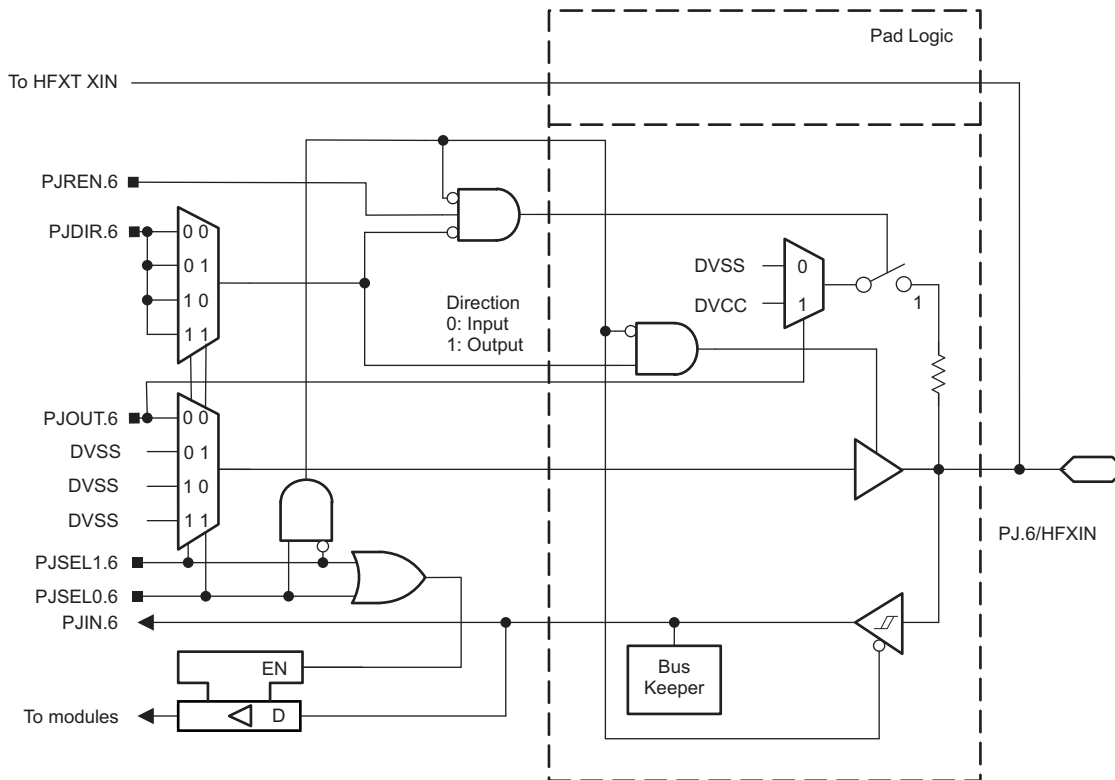 Pad Logic
To HFXT XIN
PJREN.6
PJDIR.6
0 0
0 1
1 0
1 1
Direction
0: Input
1: Output
DVSS
0
DVCC
1
1
PJOUT.6
0 0
DVSS
0 1
DVSS
1 0
DVSS
1 1
PJ.6/HFXIN
PJSEL1.6
PJSEL0.6
PJIN.6
Bus
Keeper
EN
To modules
D